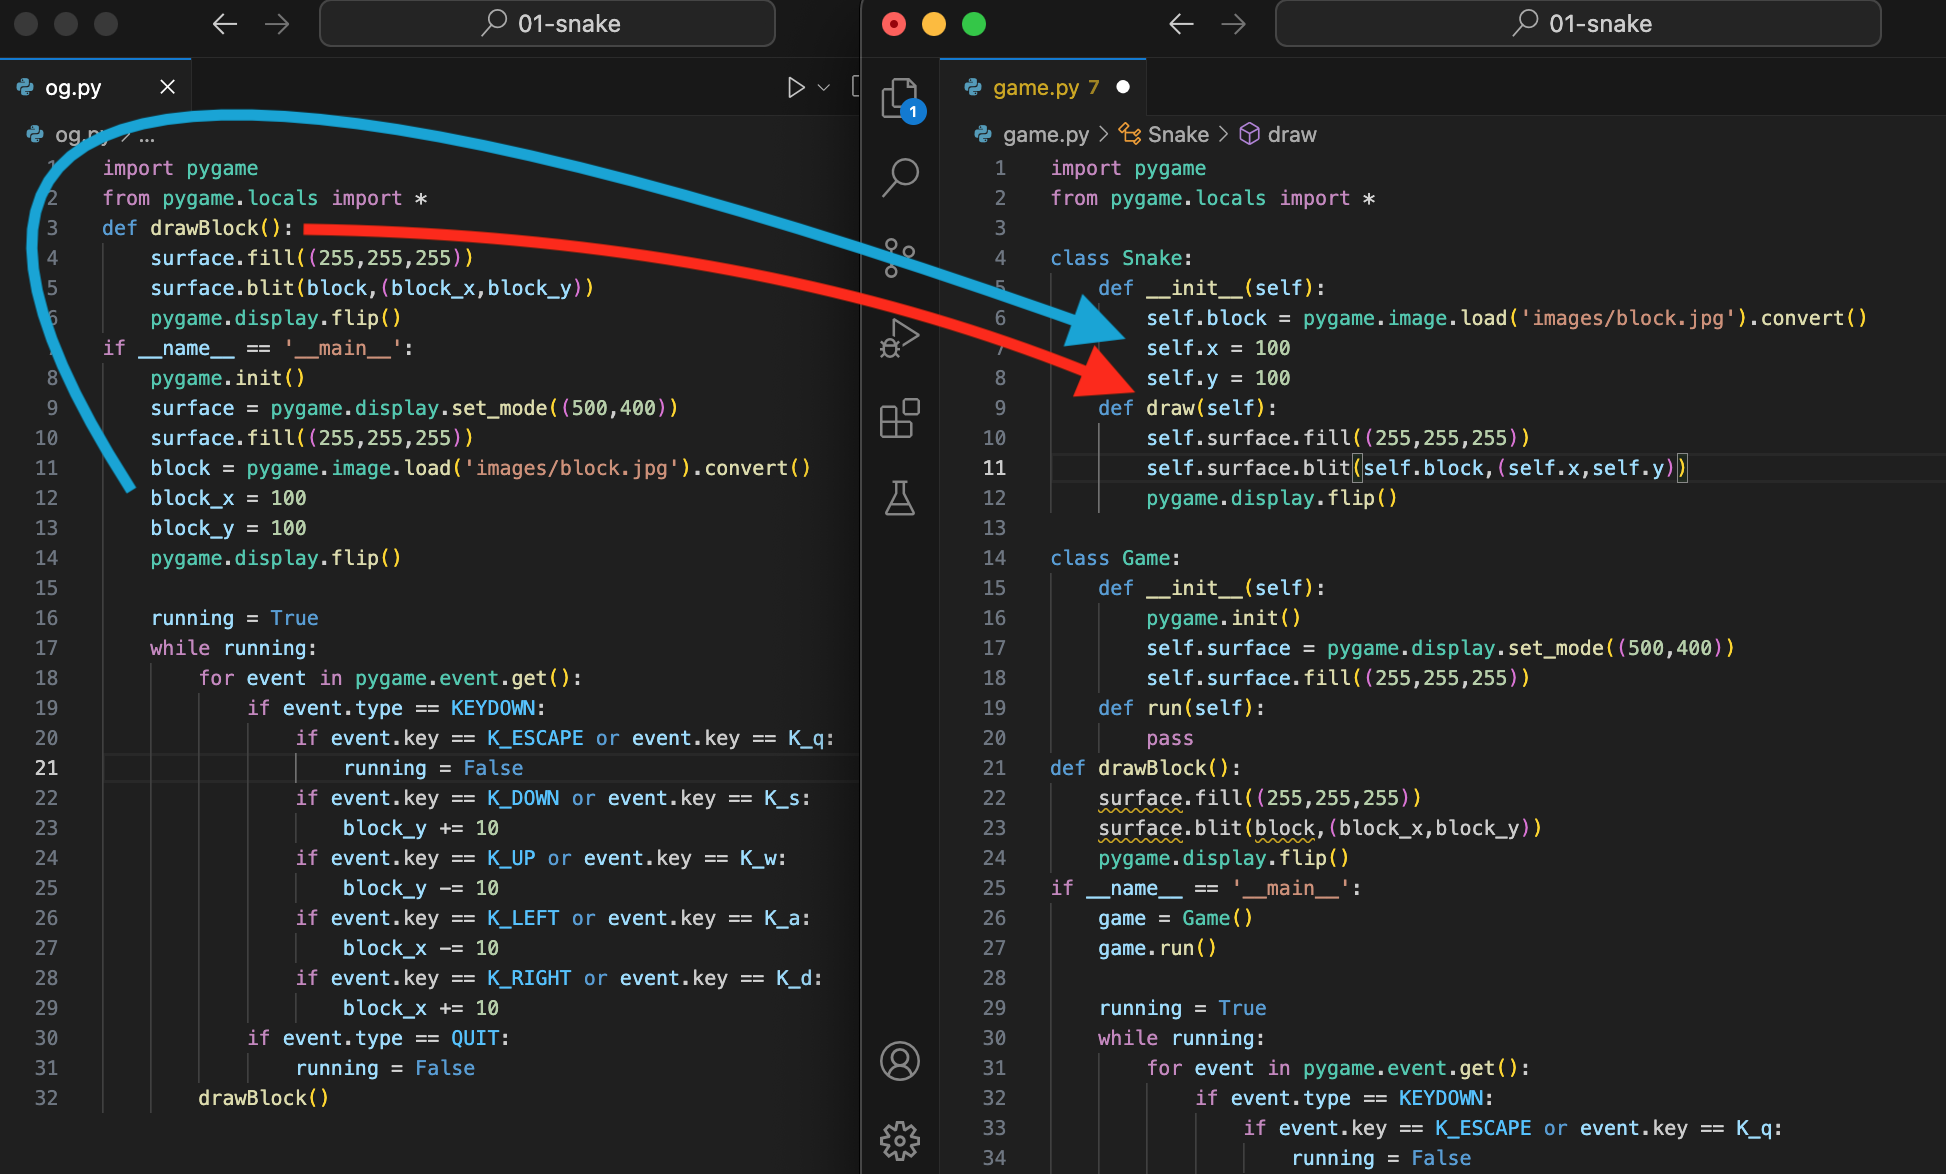 01-snake
og.py
og.py > ...
1 import pygame
2 from pygame.locals import *
3 def drawBlock():
4     surface.fill((255,255,255))
5     surface.blit(block,(block_x,block_y))
6     pygame.display.flip()
if __name__ == '__main__':
8     pygame.init()
9     surface = pygame.display.set_mode((500,400))
10     surface.fill((255,255,255))
11     block = pygame.image.load('images/block.jpg').convert()
12     block_x = 100
13     block_y = 100
14     pygame.display.flip()
15
16     running = True
17     while running:
18         for event in pygame.event.get():
19             if event.type == KEYDOWN:
20                 if event.key == K_ESCAPE or event.key == K_q:
21                     running = False
22                 if event.key == K_DOWN or event.key == K_s:
23                     block_y += 10
24                 if event.key == K_UP or event.key == K_w:
25                     block_y -= 10
26                 if event.key == K_LEFT or event.key == K_a:
27                     block_x -= 10
28                 if event.key == K_RIGHT or event.key == K_d:
29                     block_x += 10
30             if event.type == QUIT:
31                 running = False
32         drawBlock()
01-snake
1
game.py 7
game.py > Snake > draw
1 import pygame
2 from pygame.locals import *
3
4 class Snake:
5     def __init__(self):
6         self.block = pygame.image.load('images/block.jpg').convert()
7         self.x = 100
8         self.y = 100
9     def draw(self):
10         self.surface.fill((255,255,255))
11         self.surface.blit(self.block,(self.x,self.y))
12         pygame.display.flip()
13
14 class Game:
15     def __init__(self):
16         pygame.init()
17         self.surface = pygame.display.set_mode((500,400))
18         self.surface.fill((255,255,255))
19     def run(self):
20         pass
21 def drawBlock():
22     surface.fill((255,255,255))
23     surface.blit(block,(block_x,block_y))
24     pygame.display.flip()
25 if __name__ == '__main__':
26     game = Game()
27     game.run()
28
29     running = True
30     while running:
31         for event in pygame.event.get():
32             if event.type == KEYDOWN:
33                 if event.key == K_ESCAPE or event.key == K_q:
34                     running = False